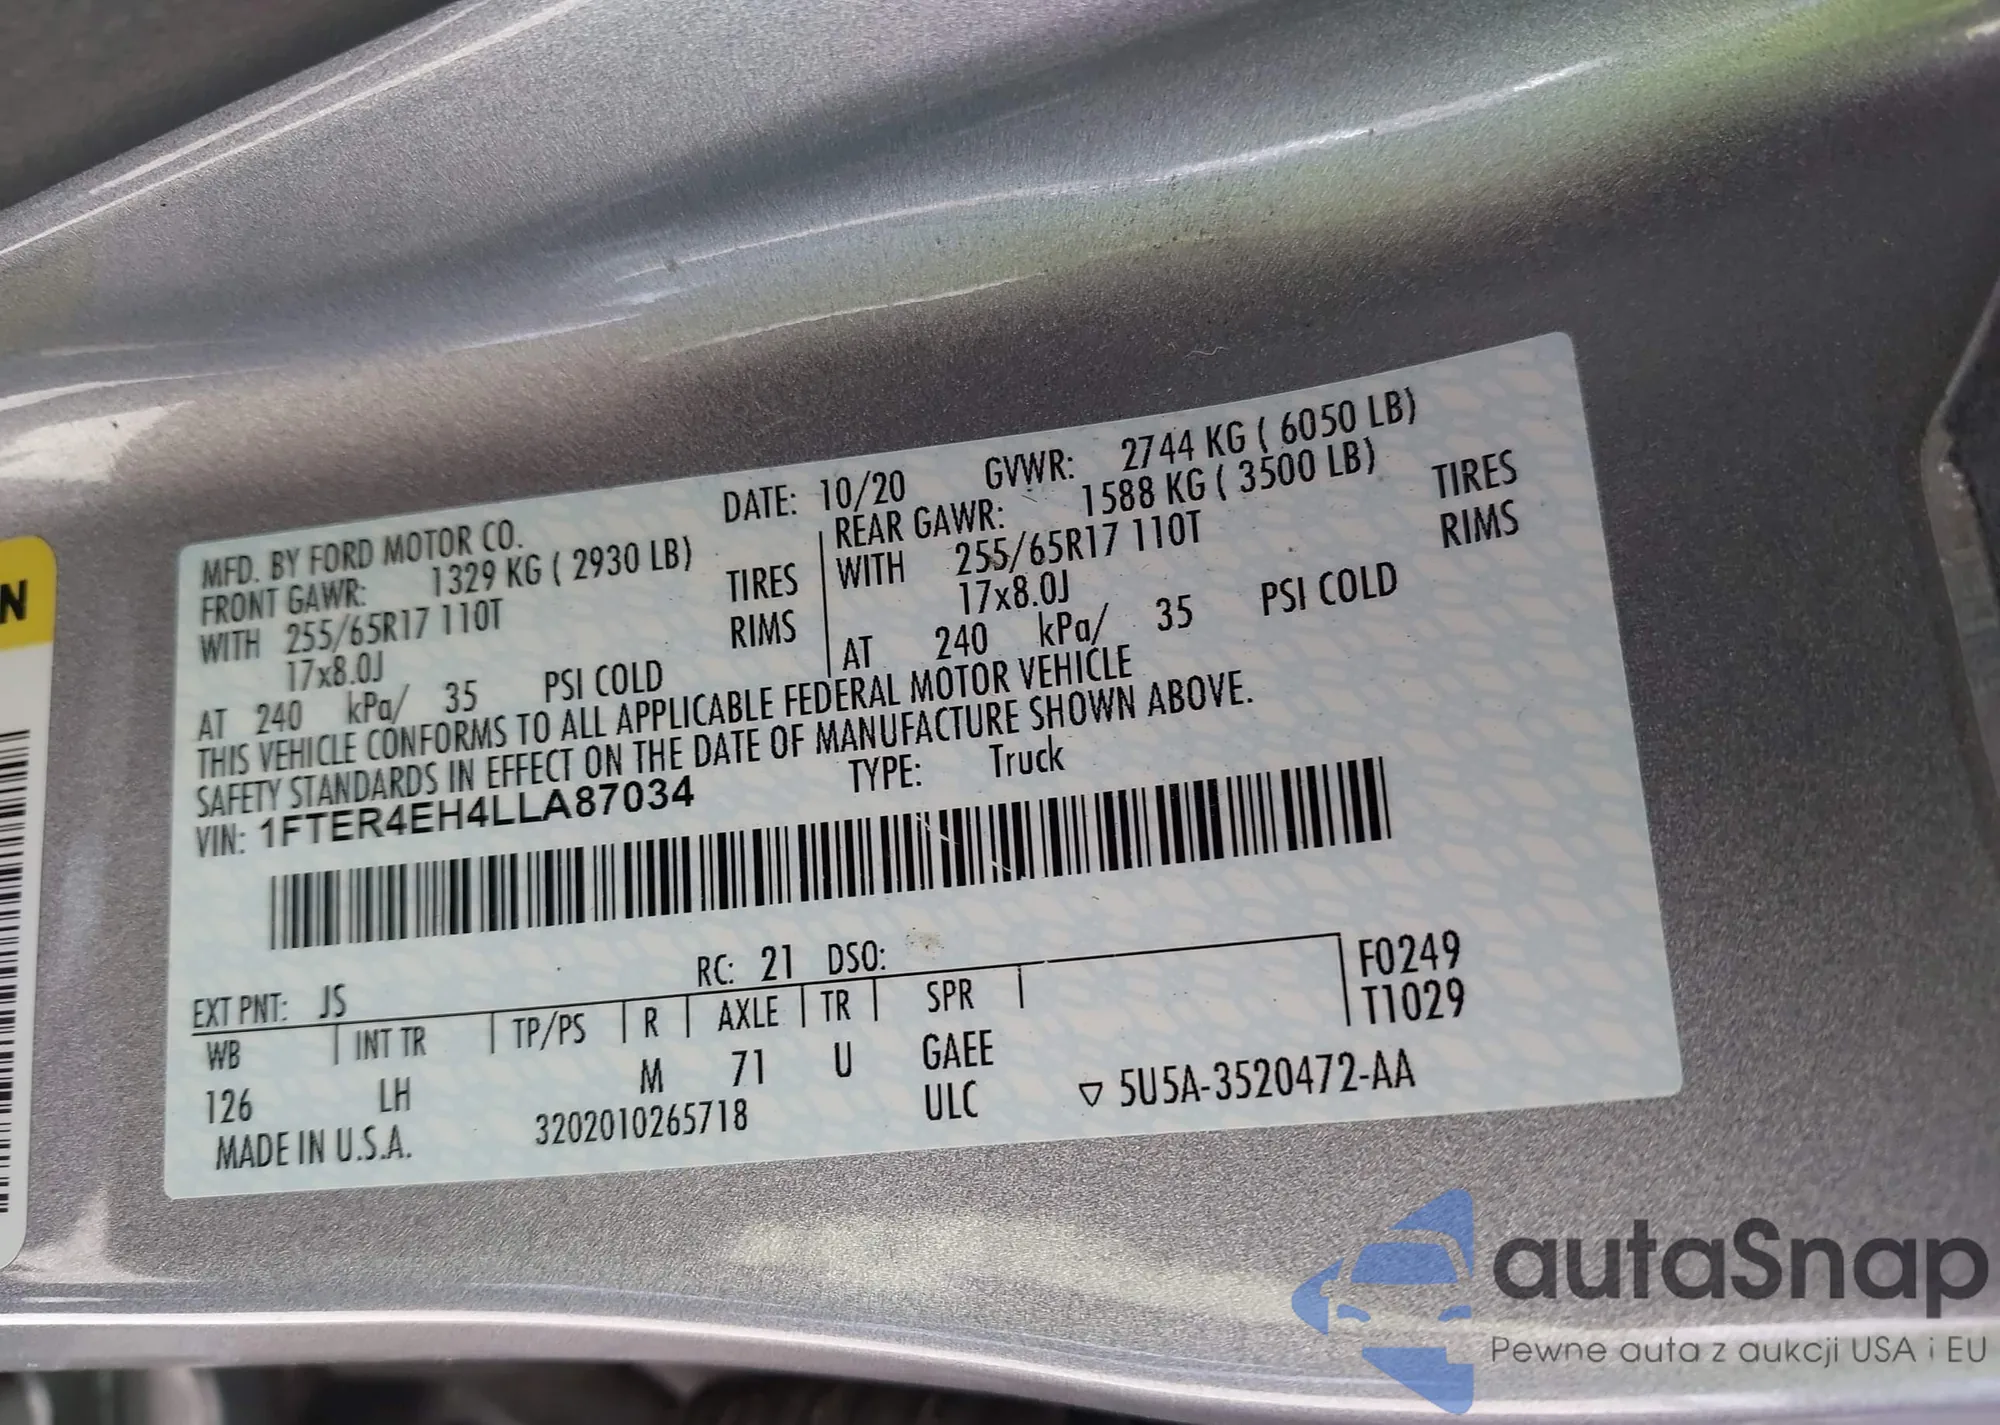 MFD. BY FORD MOTOR CO. DATE: 10/20 GVWR: 2744 KG ( 6050 LB)
FRONT GAWR: 1329 KG ( 2930 LB) REAR GAWR: 1588 KG ( 3500 LB)
WITH 255/65R17 110T TIRES WITH 255/65R17 110T TIRES
17x8.0J RIMS 17x8.0J RIMS
AT 240 kPa/ 35 PSI COLD AT 240 kPa/ 35 PSI COLD
THIS VEHICLE CONFORMS TO ALL APPLICABLE FEDERAL MOTOR VEHICLE
SAFETY STANDARDS IN EFFECT ON THE DATE OF MANUFACTURE SHOWN ABOVE.
VIN: 1FTER4EH4LLA87034 TYPE: Truck
EXT PNT: JS RC: 21 DSO: F0249
WB INT TR TP/PS R AXLE TR SPR T1029
126 LH M 71 U GAEE
MADE IN U.S.A. 3202010265718 ULC ▽ 5U5A-3520472-AA
N
autaSnap
Pewne auta z aukcji USA i EU